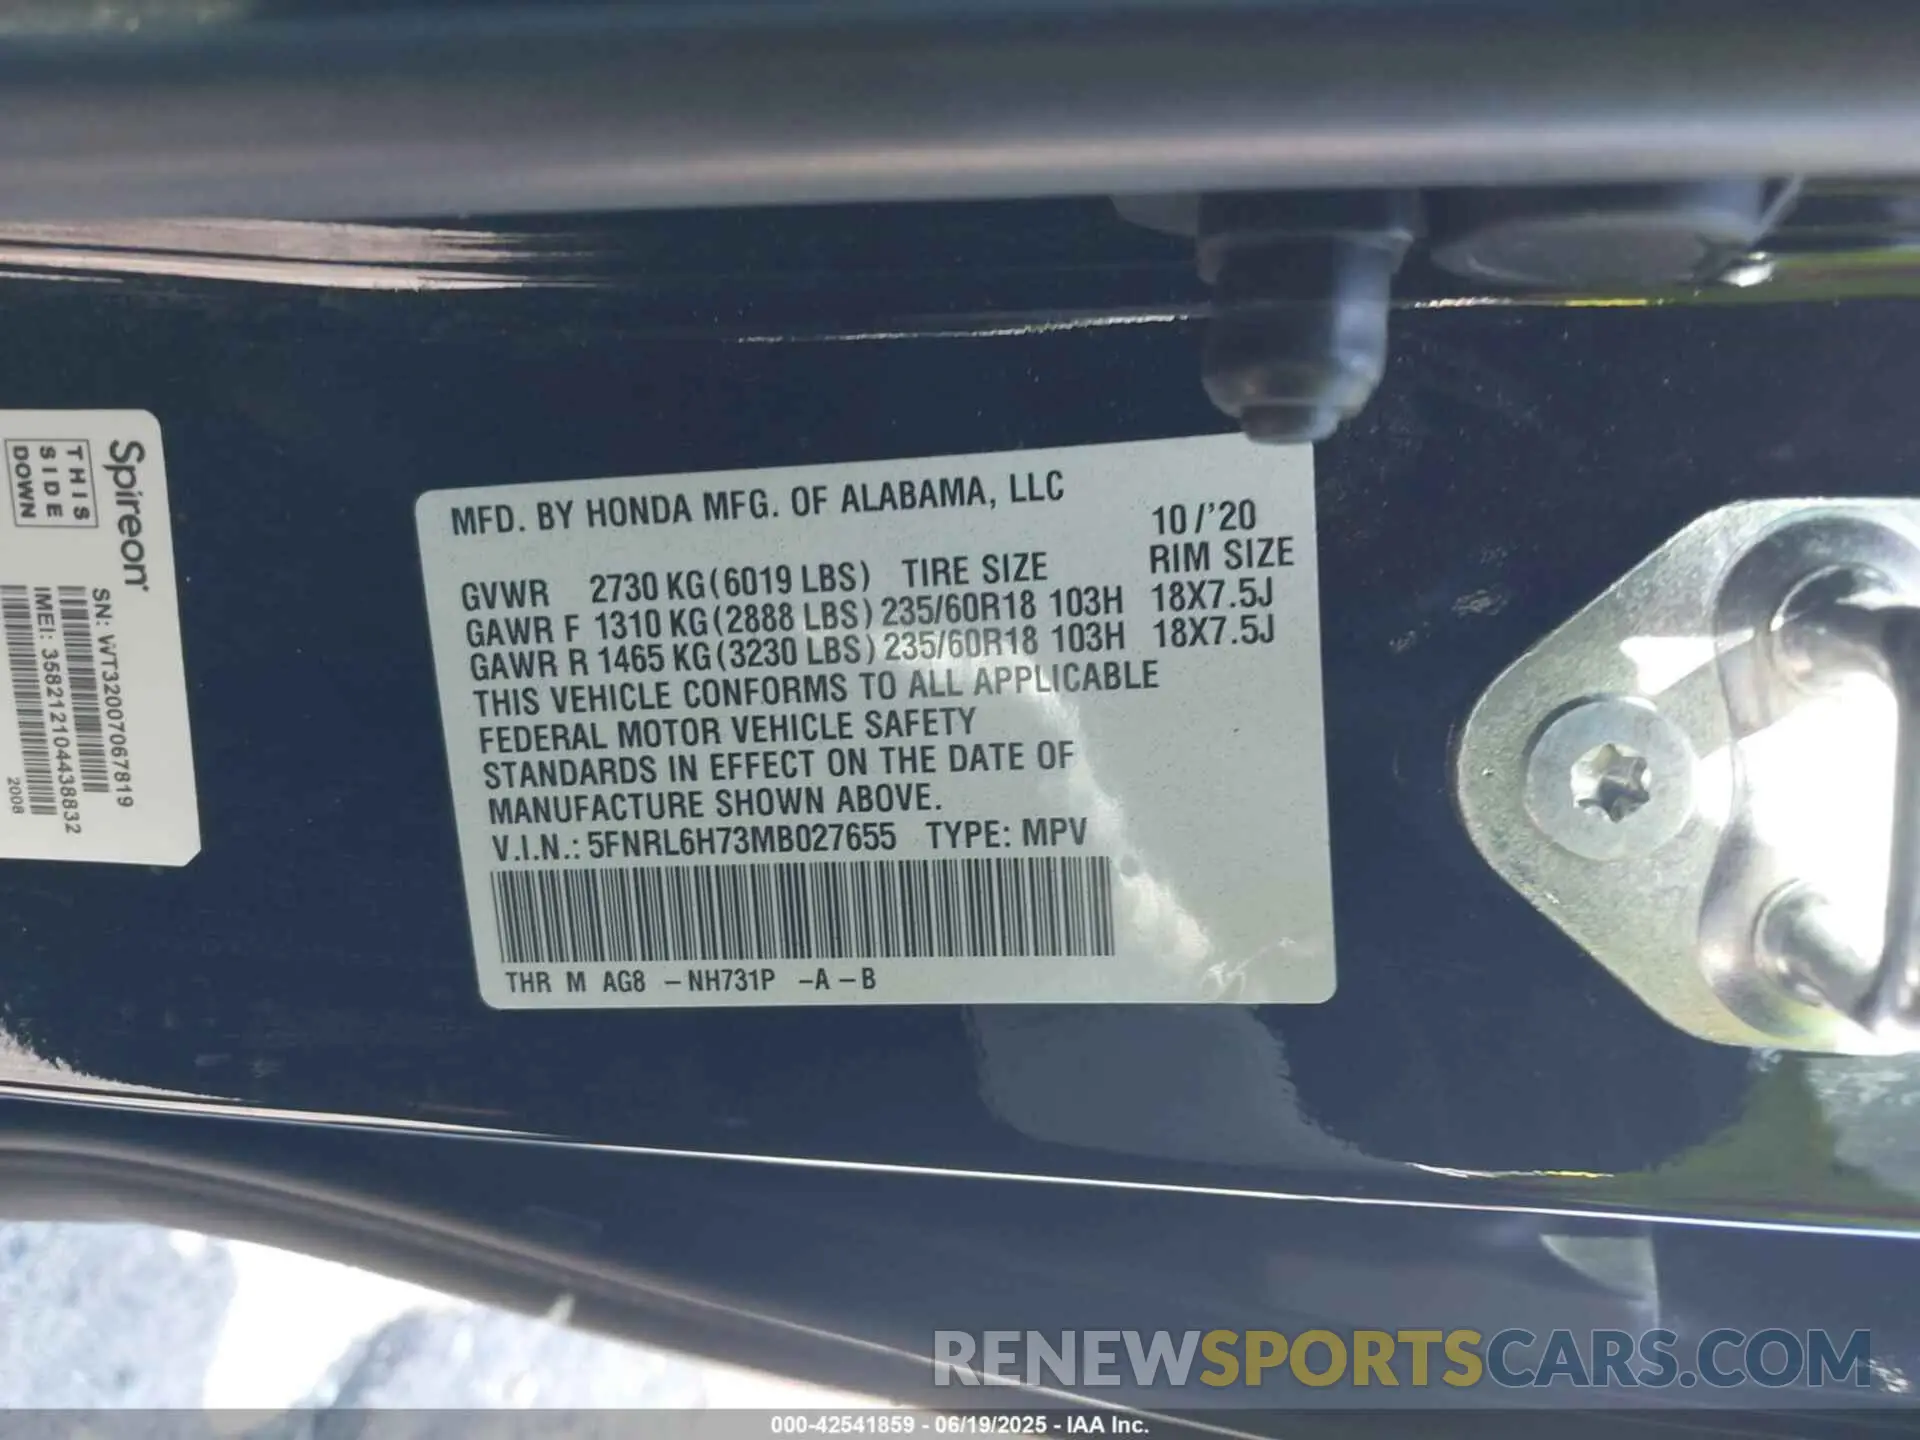 Spireon
THIS
SIDE
DOWN
SN: WT32007067819
IMEI: 358212104438832
2008
MFD. BY HONDA MFG. OF ALABAMA, LLC
10/'20
GVWR 2730 KG (6019 LBS) TIRE SIZE RIM SIZE
GAWR F 1310 KG (2888 LBS) 235/60R18 103H 18X7.5J
GAWR R 1465 KG (3230 LBS) 235/60R18 103H 18X7.5J
THIS VEHICLE CONFORMS TO ALL APPLICABLE
FEDERAL MOTOR VEHICLE SAFETY
STANDARDS IN EFFECT ON THE DATE OF
MANUFACTURE SHOWN ABOVE.
V.I.N.: 5FNRL6H73MB027655 TYPE: MPV
THR M AG8 -NH731P -A -B
RENEWSPORTSCARS.COM
000-42541859 - 06/19/2025 - IAA Inc.